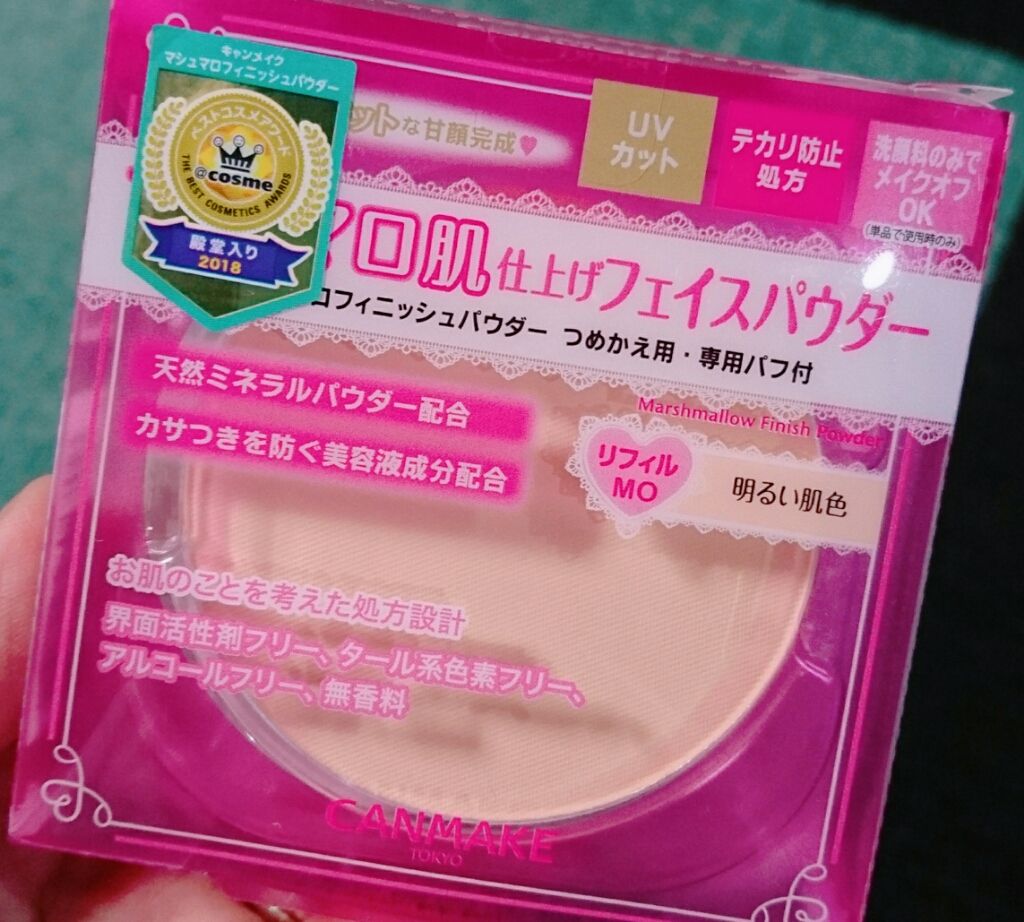 キャンメイク
マシュマロフィニッシュパウダー
ベストコスメアワード
@cosme
THE BEST COSMETICS AWARDS
殿堂入り
2018
ットな甘顔完成♥
UV
カット
テカリ防止
処方
洗顔料のみで
メイクオフ
OK
(単品で使用時のみ)
マロ肌仕上げフェイスパウダー
ロフィニッシュパウダー つめかえ用・専用パフ付
Marshmallow Finish Powder
天然ミネラルパウダー配合
カサつきを防ぐ美容液成分配合
リフィル
MO
明るい肌色
お肌のことを考えた処方設計
界面活性剤フリー、タール系色素フリー、
アルコールフリー、無香料
CANMAKE
TOKYO